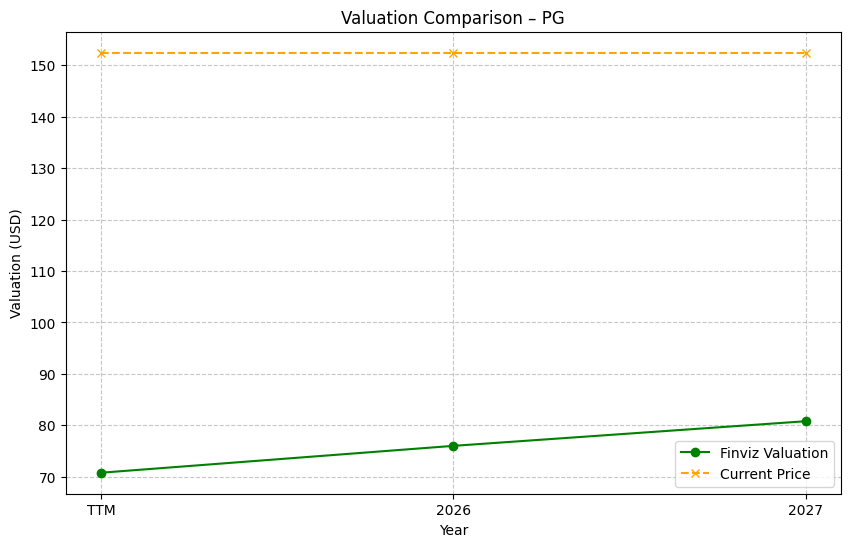 Valuation Comparison – PG
Valuation (USD)
150
140
130
120
110
100
90
80
70
TTM
2026
2027
Year
Finviz Valuation
Current Price